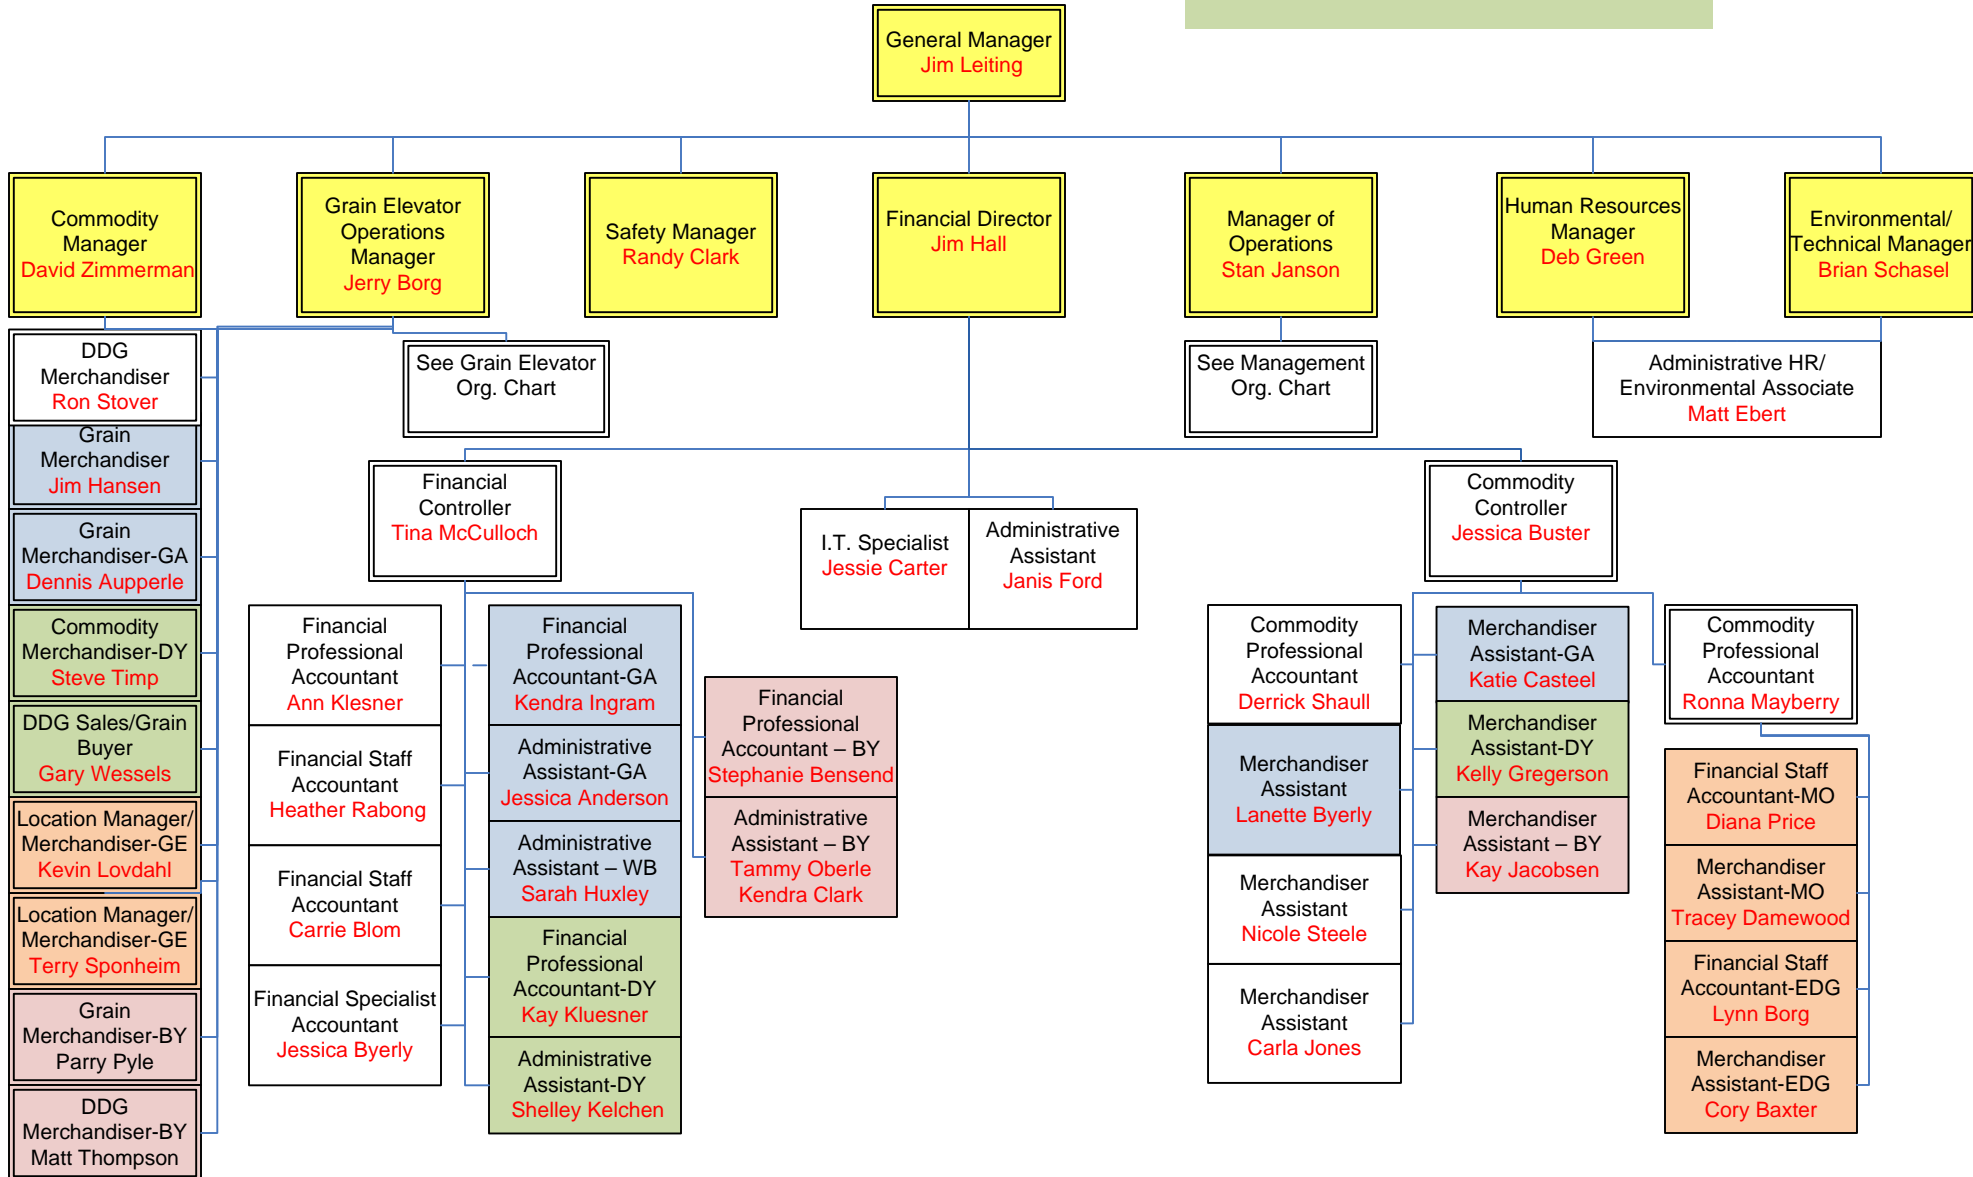 General Manager
Jim Leiting
Commodity
Manager
David Zimmerman
Grain Elevator
Operations
Manager
Jerry Borg
Safety Manager
Randy Clark
Financial Director
Jim Hall
Manager of
Operations
Stan Janson
Human Resources
Manager
Deb Green
Environmental/
Technical Manager
Brian Schasel
DDG
Merchandiser
Ron Stover
Grain
Merchandiser
Jim Hansen
Grain
Merchandiser-GA
Dennis Aupperle
Commodity
Merchandiser-DY
Steve Timp
DDG Sales/Grain
Buyer
Gary Wessels
Location Manager/
Merchandiser-GE
Kevin Lovdahl
Location Manager/
Merchandiser-GE
Terry Sponheim
Grain
Merchandiser-BY
Parry Pyle
DDG
Merchandiser-BY
Matt Thompson
See Grain Elevator
Org. Chart
See Management
Org. Chart
Administrative HR/
Environmental Associate
Matt Ebert
Financial
Controller
Tina McCulloch
I.T. Specialist
Jessie Carter
Administrative
Assistant
Janis Ford
Commodity
Controller
Jessica Buster
Financial
Professional
Accountant
Ann Klesner
Financial Staff
Accountant
Heather Rabong
Financial Staff
Accountant
Carrie Blom
Financial Specialist
Accountant
Jessica Byerly
Financial
Professional
Accountant-GA
Kendra Ingram
Administrative
Assistant-GA
Jessica Anderson
Administrative
Assistant – WB
Sarah Huxley
Financial
Professional
Accountant-DY
Kay Kluesner
Administrative
Assistant-DY
Shelley Kelchen
Financial
Professional
Accountant – BY
Stephanie Bensend
Administrative
Assistant – BY
Tammy Oberle
Kendra Clark
Commodity
Professional
Accountant
Derrick Shaull
Merchandiser
Assistant
Lanette Byerly
Merchandiser
Assistant
Nicole Steele
Merchandiser
Assistant
Carla Jones
Merchandiser
Assistant-GA
Katie Casteel
Merchandiser
Assistant-DY
Kelly Gregerson
Merchandiser
Assistant – BY
Kay Jacobsen
Commodity
Professional
Accountant
Ronna Mayberry
Financial Staff
Accountant-MO
Diana Price
Merchandiser
Assistant-MO
Tracey Damewood
Financial Staff
Accountant-EDG
Lynn Borg
Merchandiser
Assistant-EDG
Cory Baxter